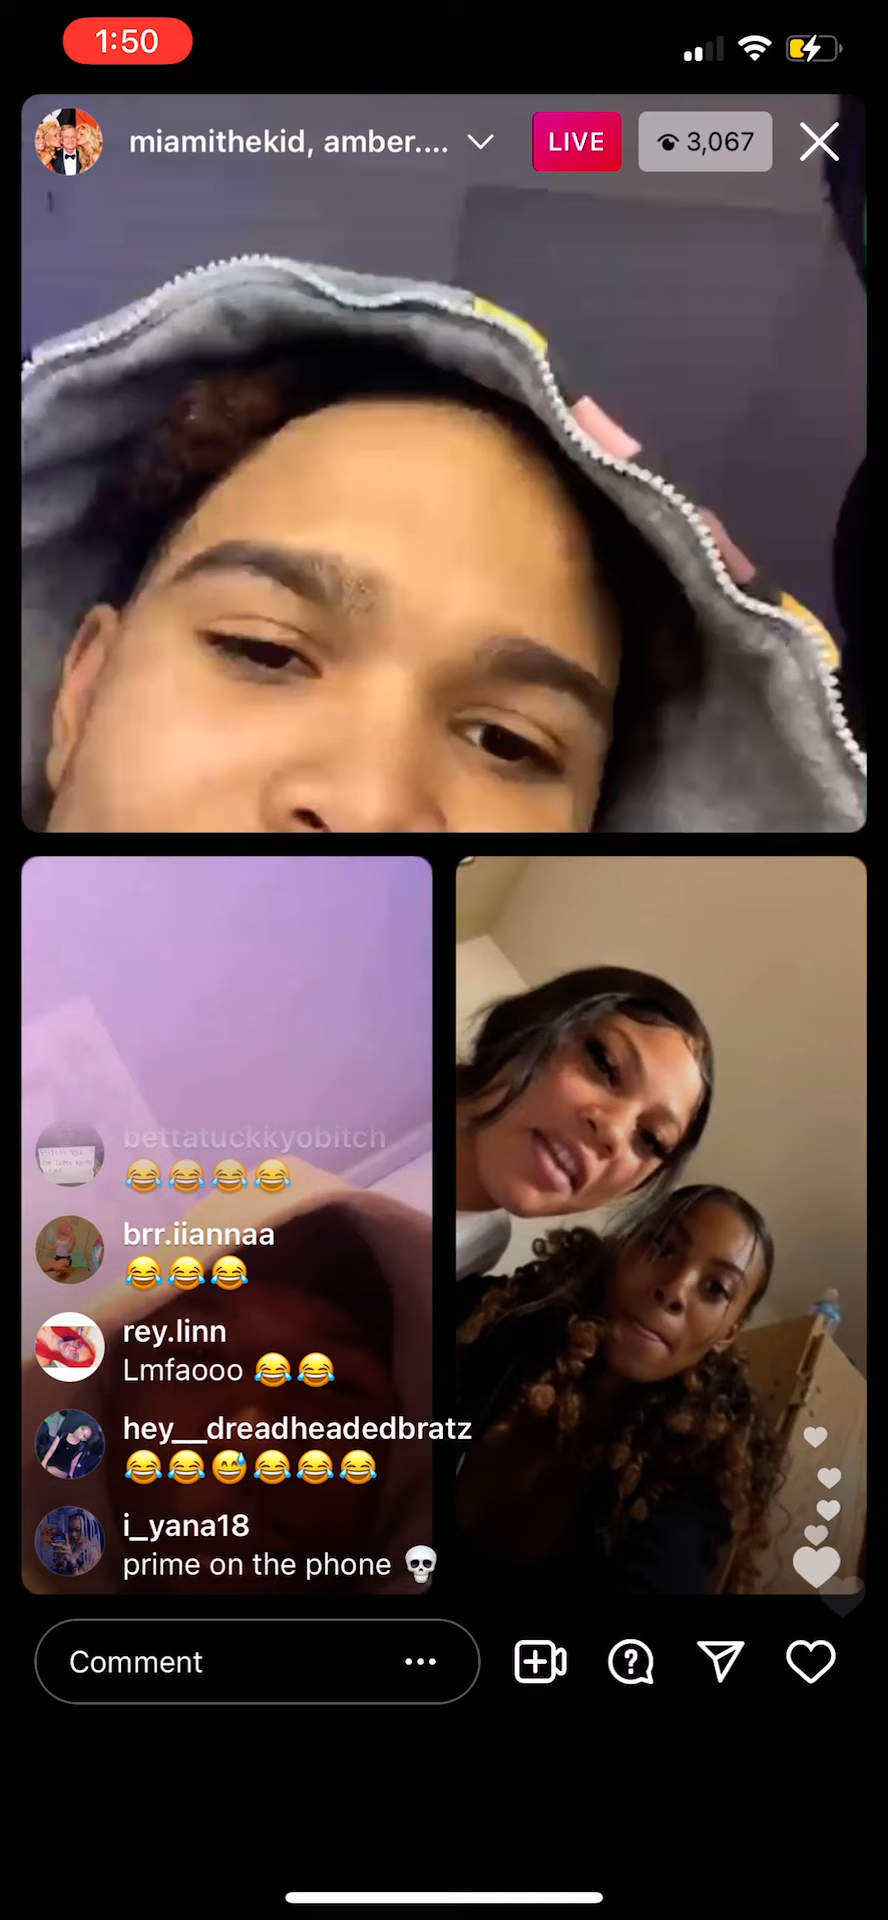 1:50
miamithekid, amber....
LIVE
3,067
bettatuckkyobitch
😂😂😂😂
brr.iiannaa
😂😂😂
rey.linn
Lmfaooo 😂😂
hey__dreadheadedbratz
😂😂😅😂😂😂
i_yana18
prime on the phone 💀
Comment